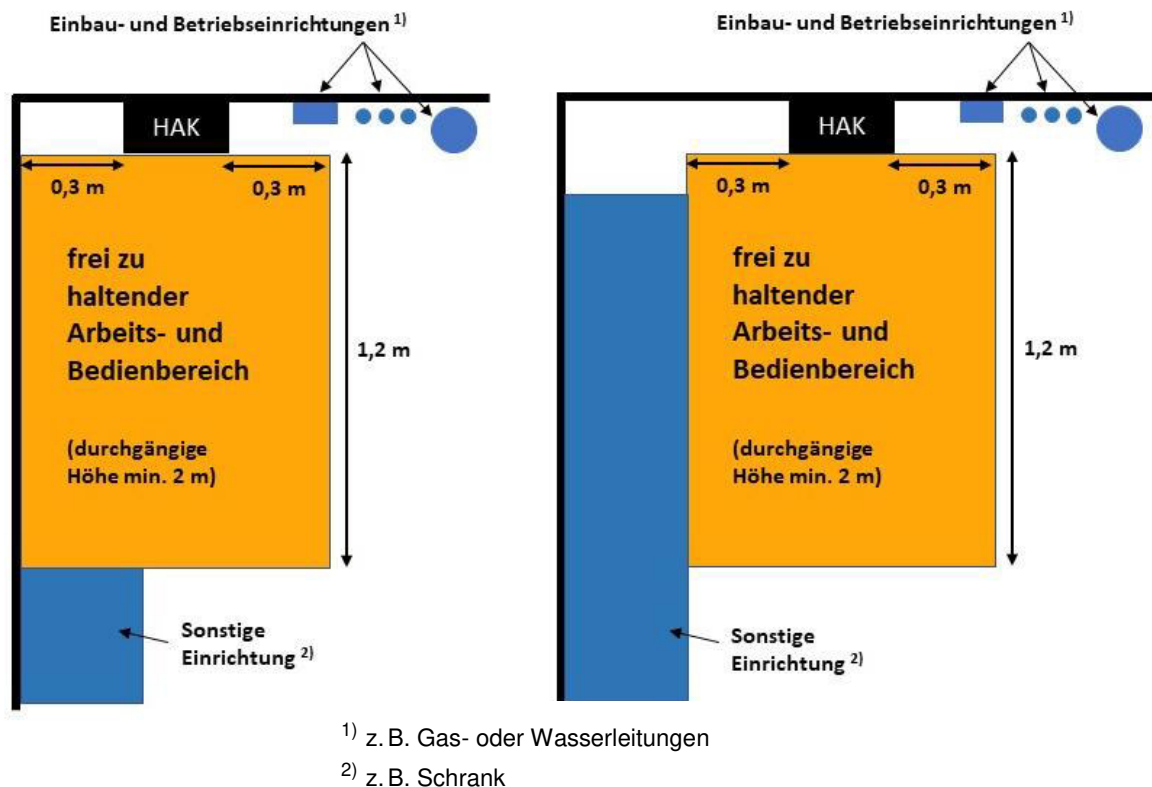 Einbau- und Betriebseinrichtungen 1)
HAK
0,3 m
0,3 m
frei zu
haltender
Arbeits- und
Bedienbereich
(durchgängige
Höhe min. 2 m)
1,2 m
Sonstige
Einrichtung 2)
Einbau- und Betriebseinrichtungen 1)
HAK
0,3 m
0,3 m
frei zu
haltender
Arbeits- und
Bedienbereich
(durchgängige
Höhe min. 2 m)
1,2 m
Sonstige
Einrichtung 2)
1) z.B. Gas- oder Wasserleitungen
2) z.B. Schrank